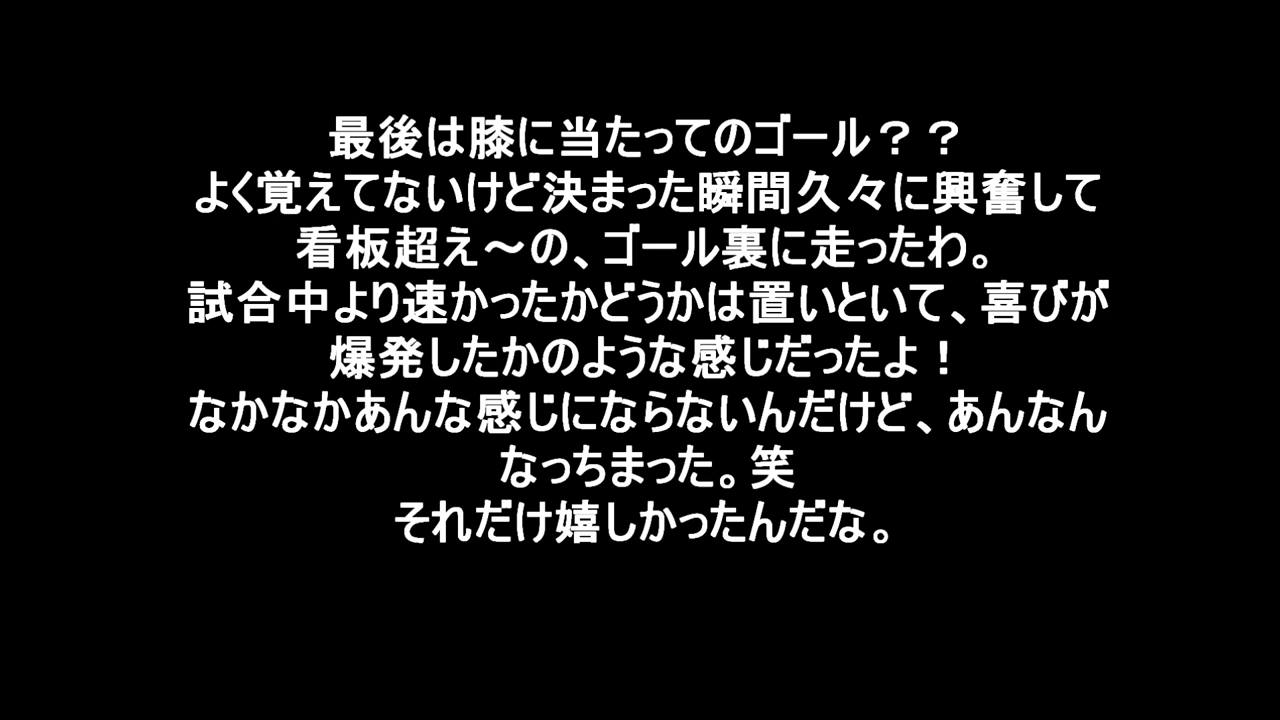 最後は膝に当たってのゴール？？
よく覚えてないけど決まった瞬間久々に興奮して
看板超え～の、ゴール裏に走ったわ。
試合中より速かったかどうかは置いといて、喜びが
爆発したかのような感じだったよ！
なかなかあんな感じにならないんだけど、あんなん
なっちまった。笑
それだけ嬉しかったんだな。